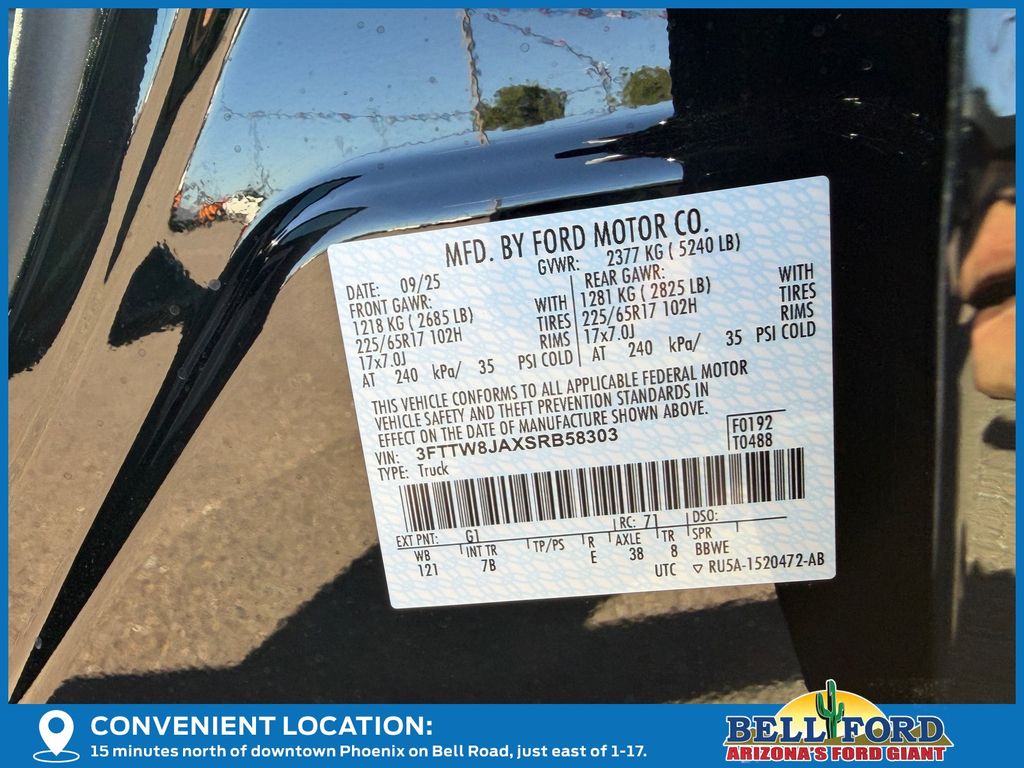 MFD. BY FORD MOTOR CO.
DATE: 09/25 GVWR: 2377 KG ( 5240 LB)
FRONT GAWR: REAR GAWR:
1218 KG ( 2685 LB) WITH 1281 KG ( 2825 LB) WITH
225/65R17 102H TIRES 225/65R17 102H TIRES
17x7.0J RIMS 17x7.0J RIMS
AT 240 kPa/ 35 PSI COLD AT 240 kPa/ 35 PSI COLD
THIS VEHICLE CONFORMS TO ALL APPLICABLE FEDERAL MOTOR
VEHICLE SAFETY AND THEFT PREVENTION STANDARDS IN
EFFECT ON THE DATE OF MANUFACTURE SHOWN ABOVE.
VIN: 3FTTW8JAXSRB58303 F0192
TYPE: Truck T0488
EXT PNT: G1 RC: 71 DSO:
WB INT TR TP/PS R AXLE TR SPR
121 7B E 38 8 BBWE
UTC ▽ RU5A-1520472-AB
CONVENIENT LOCATION:
15 minutes north of downtown Phoenix on Bell Road, just east of 1-17.
BELL FORD
ARIZONA'S FORD GIANT